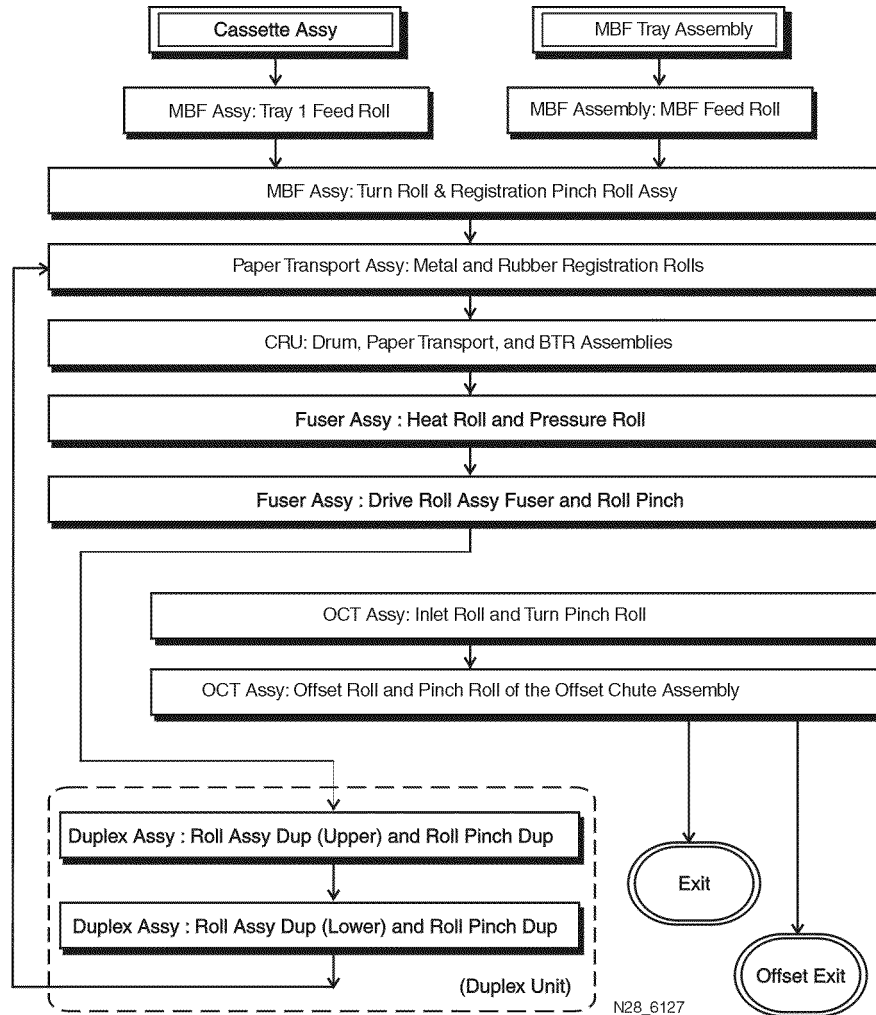 Cassette Assy
MBF Tray Assembly
MBF Assy: Tray 1 Feed Roll
MBF Assembly: MBF Feed Roll
MBF Assy: Turn Roll & Registration Pinch Roll Assy
Paper Transport Assy: Metal and Rubber Registration Rolls
CRU: Drum, Paper Transport, and BTR Assemblies
Fuser Assy : Heat Roll and Pressure Roll
Fuser Assy : Drive Roll Assy Fuser and Roll Pinch
OCT Assy: Inlet Roll and Turn Pinch Roll
OCT Assy: Offset Roll and Pinch Roll of the Offset Chute Assembly
Duplex Assy : Roll Assy Dup (Upper) and Roll Pinch Dup
Exit
Duplex Assy : Roll Assy Dup (Lower) and Roll Pinch Dup
Offset Exit
(Duplex Unit)
N28_6127